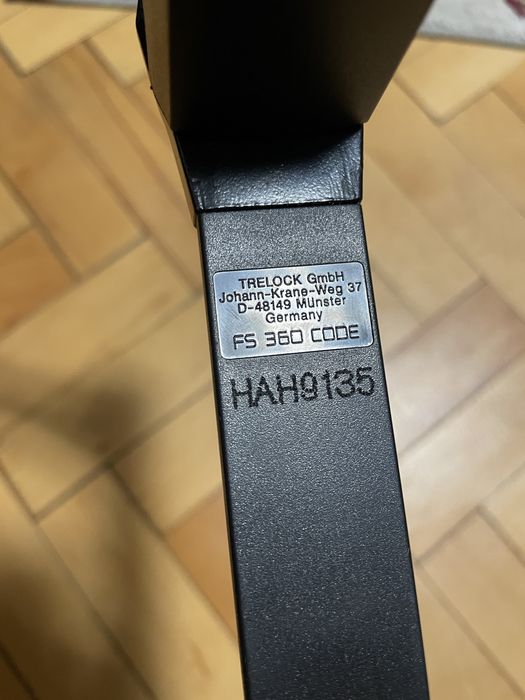 TRELOCK GmbH
Johann-Krane-Weg 37
D-48149 Münster
Germany
FS 360 CODE
HAH9135